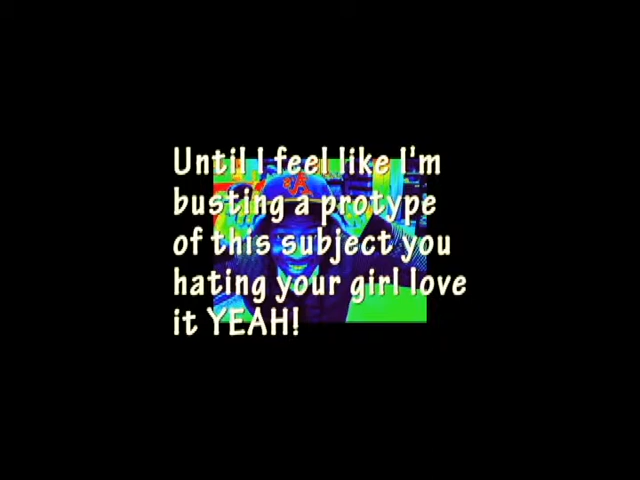 Until I feel like I'm
busting a protype
of this subject you
hating your girl love
it YEAH!